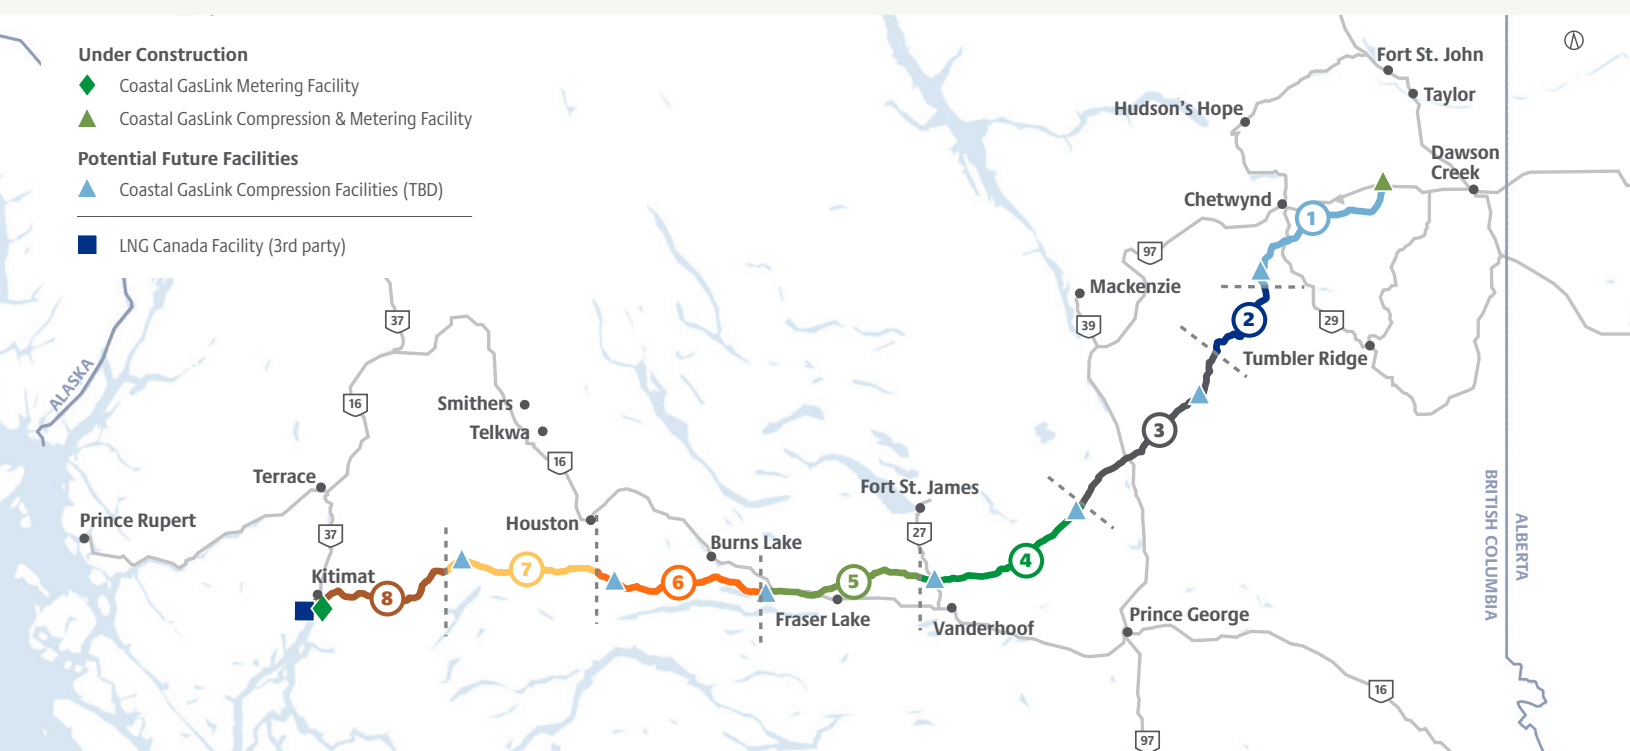 Under Construction
Coastal GasLink Metering Facility
Coastal GasLink Compression & Metering Facility
Potential Future Facilities
Coastal GasLink Compression Facilities (TBD)
LNG Canada Facility (3rd party)
Fort St. John
Taylor
Hudson's Hope
Dawson
Creek
Chetwynd
1
97
Mackenzie
39
2
29
Tumbler Ridge
37
ALASKA
16
Smithers
Telkwa
16
3
Terrace
Fort St. James
Prince Rupert
37
Houston
27
BRITISH COLUMBIA
ALBERTA
Burns Lake
4
Kitimat
8
7
6
5
Fraser Lake
Vanderhoof
Prince George
16
97